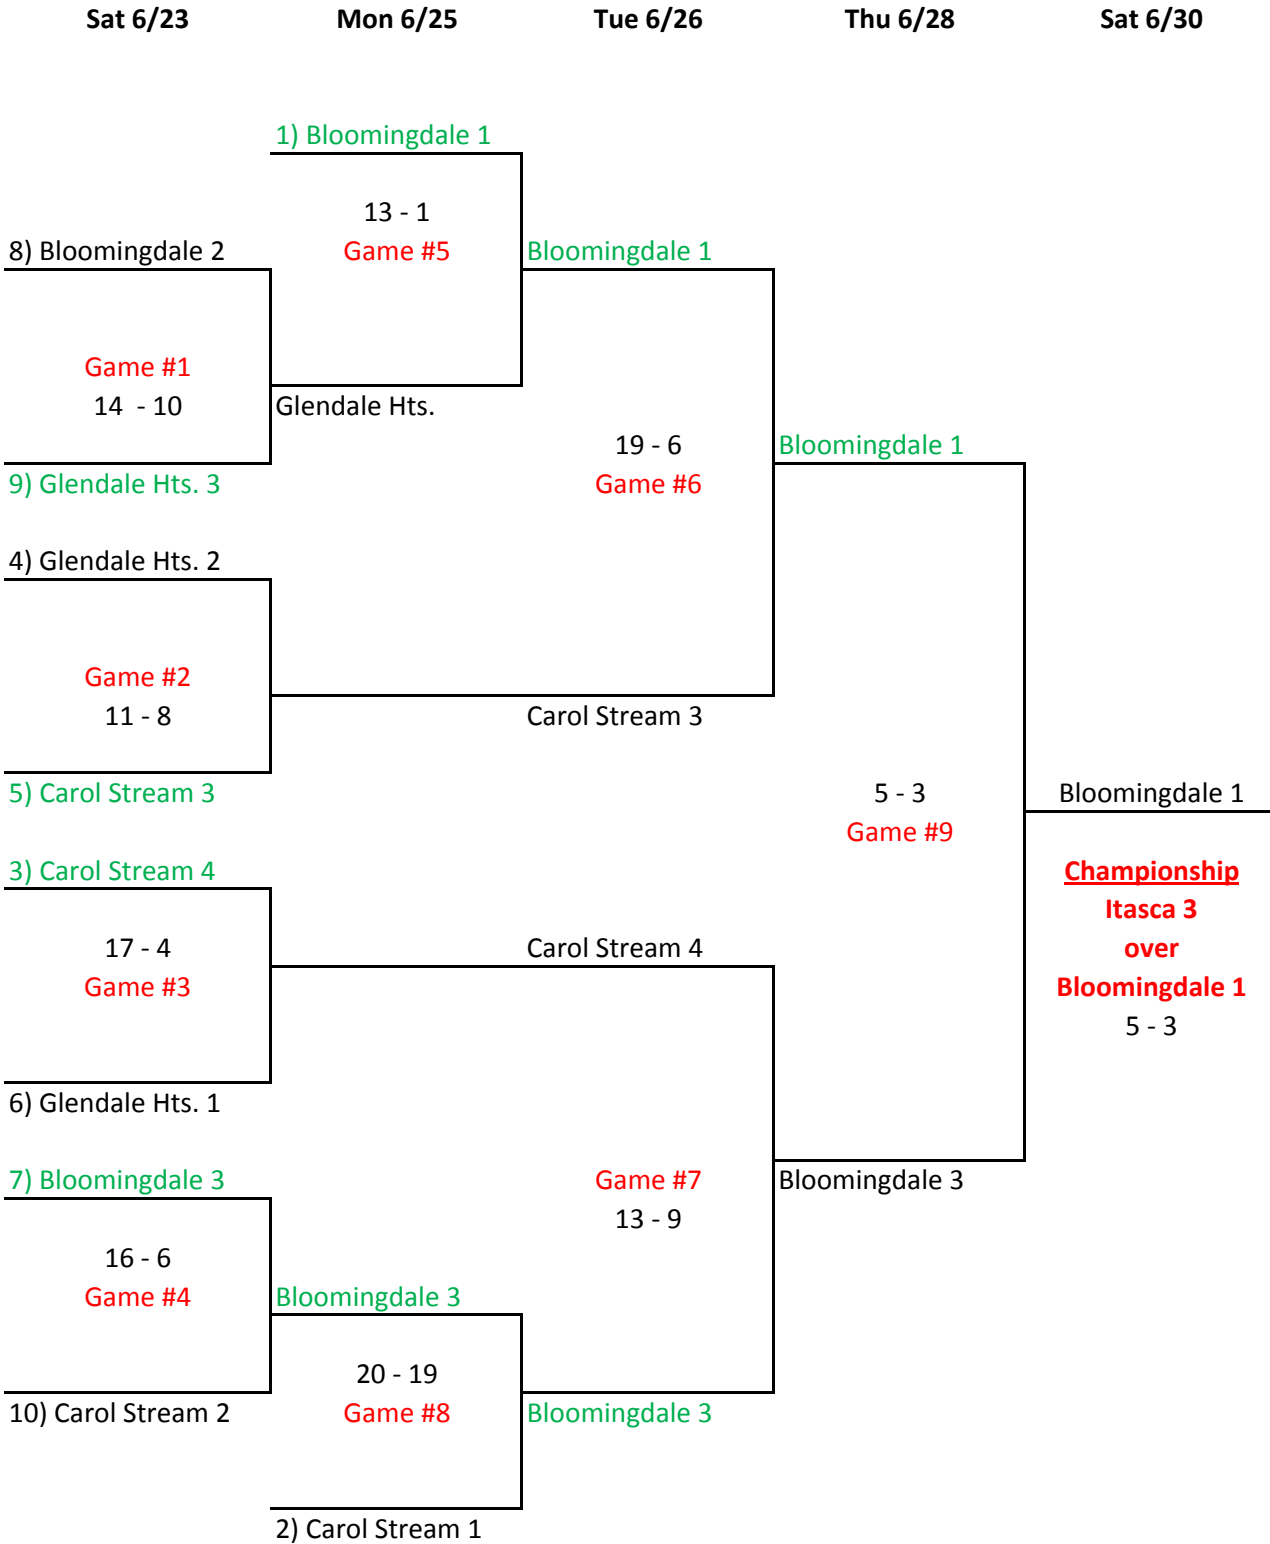 Sat 6/23 Mon 6/25 Tue 6/26 Thu 6/28 Sat 6/30
1) Bloomingdale 1
13 - 1
8) Bloomingdale 2 Game #5 Bloomingdale 1
Game #1
14 - 10 Glendale Hts.
19 - 6 Bloomingdale 1
9) Glendale Hts. 3 Game #6
4) Glendale Hts. 2
Game #2
11 - 8 Carol Stream 3
5) Carol Stream 3 5 - 3 Bloomingdale 1
Game #9
3) Carol Stream 4 Championship
Itasca 3
17 - 4 Carol Stream 4 over
Game #3 Bloomingdale 1
5 - 3
6) Glendale Hts. 1
7) Bloomingdale 3 Game #7 Bloomingdale 3
13 - 9
16 - 6
Game #4 Bloomingdale 3
20 - 19
10) Carol Stream 2 Game #8 Bloomingdale 3
2) Carol Stream 1